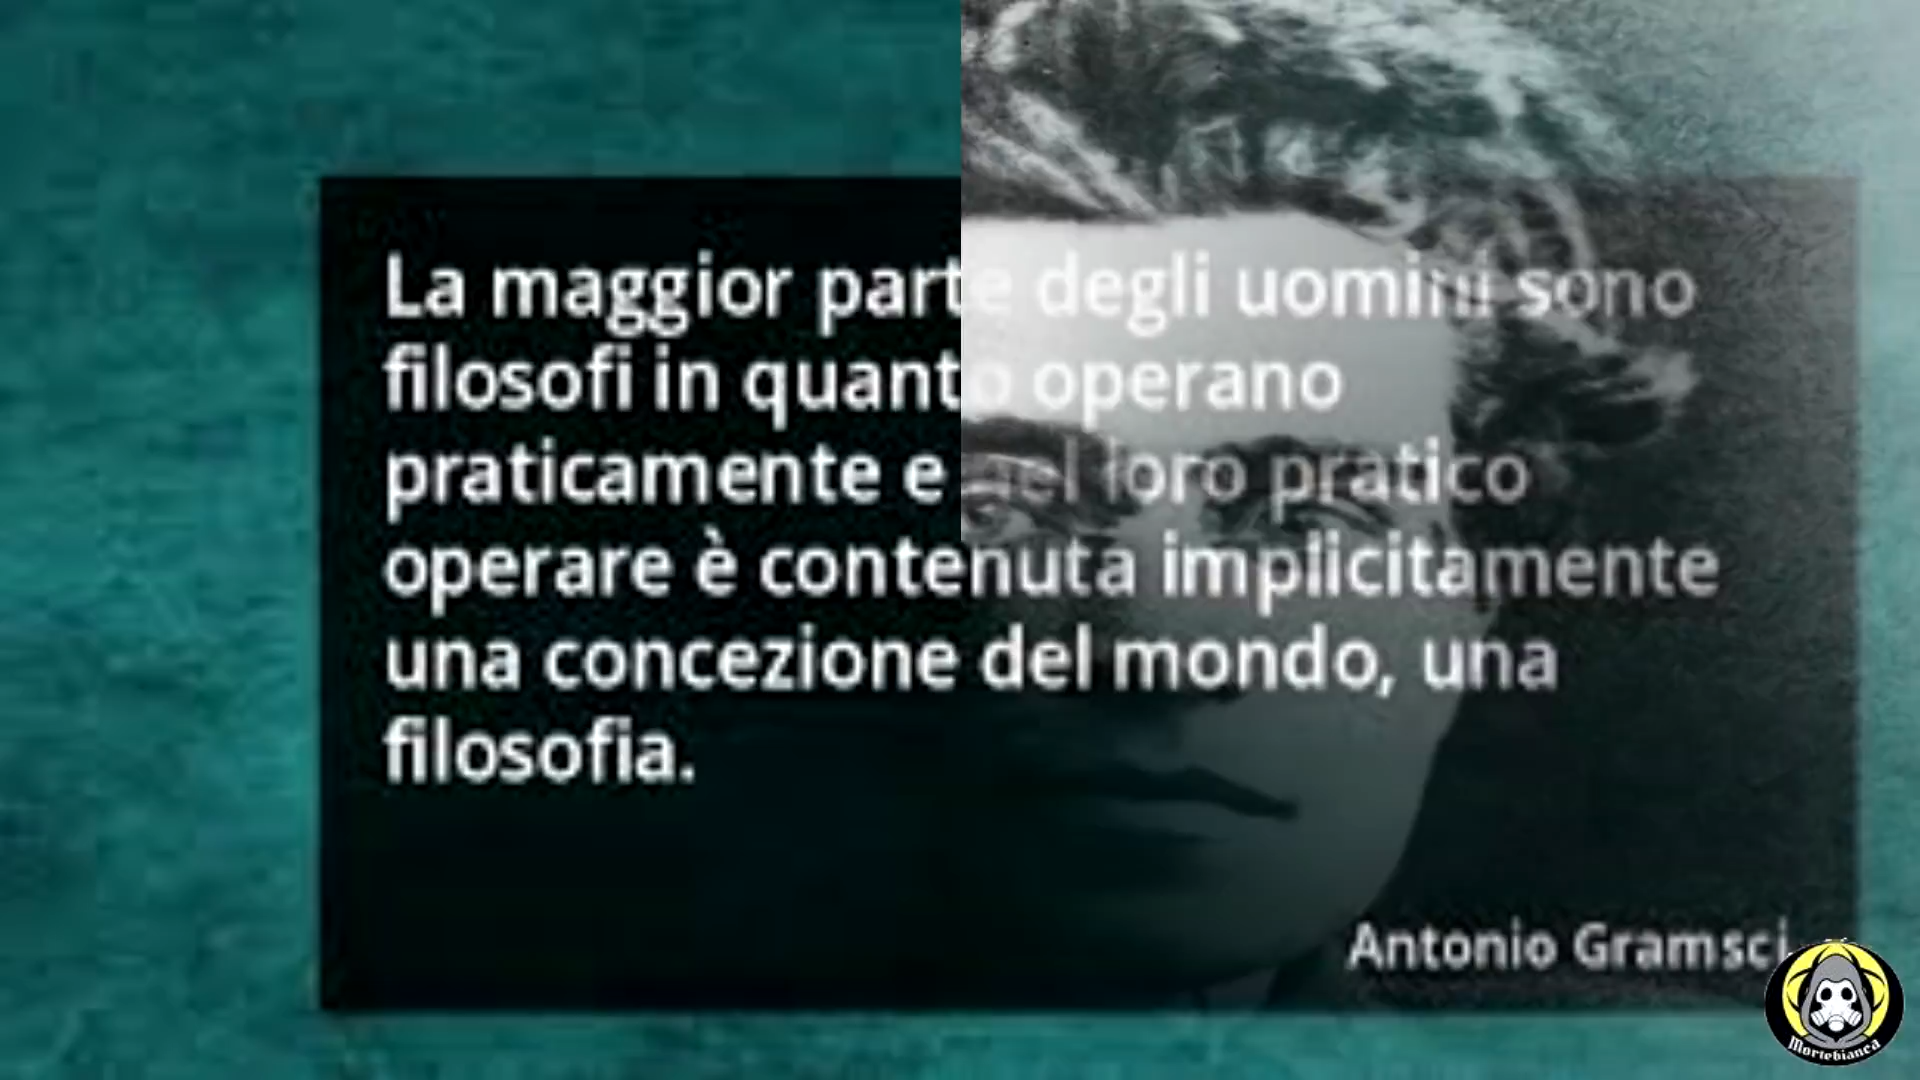 La maggior parte degli uomini sono
filosofi in quanto operano
praticamente e nel loro pratico
operare è contenuta implicitamente
una concezione del mondo, una
filosofia.
Antonio Gramsci
Mortebianca